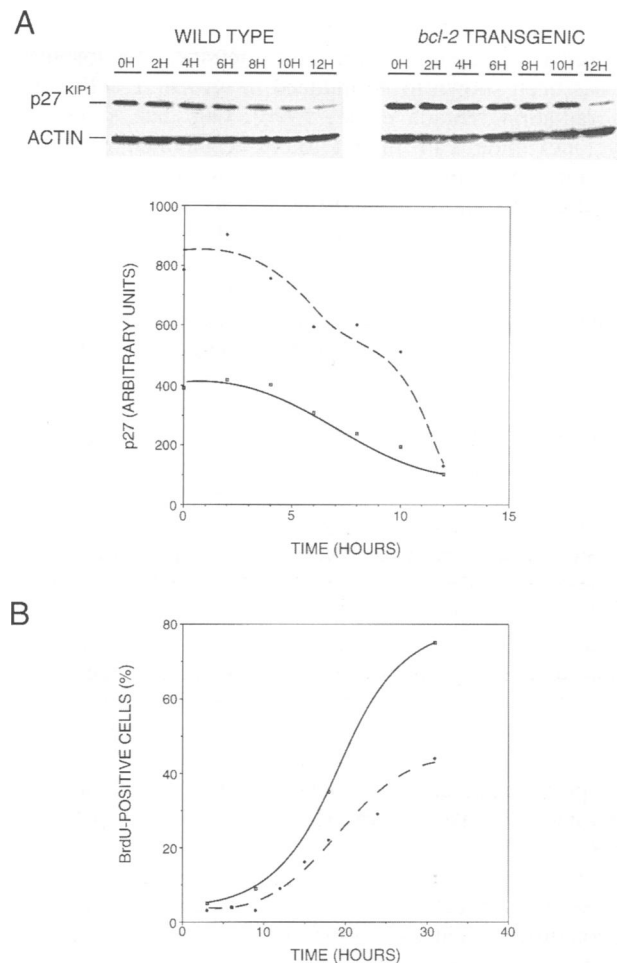 A
WILD TYPE
bcl-2 TRANSGENIC
0H 2H 4H 6H 8H 10H 12H
0H 2H 4H 6H 8H 10H 12H
p27 KIP1
ACTIN
1000
800
600
400
200
0
p27 (ARBITRARY UNITS)
0 5 10 15
TIME (HOURS)
B
80
60
40
20
0
BrdU-POSITIVE CELLS (%)
0 10 20 30 40
TIME (HOURS)